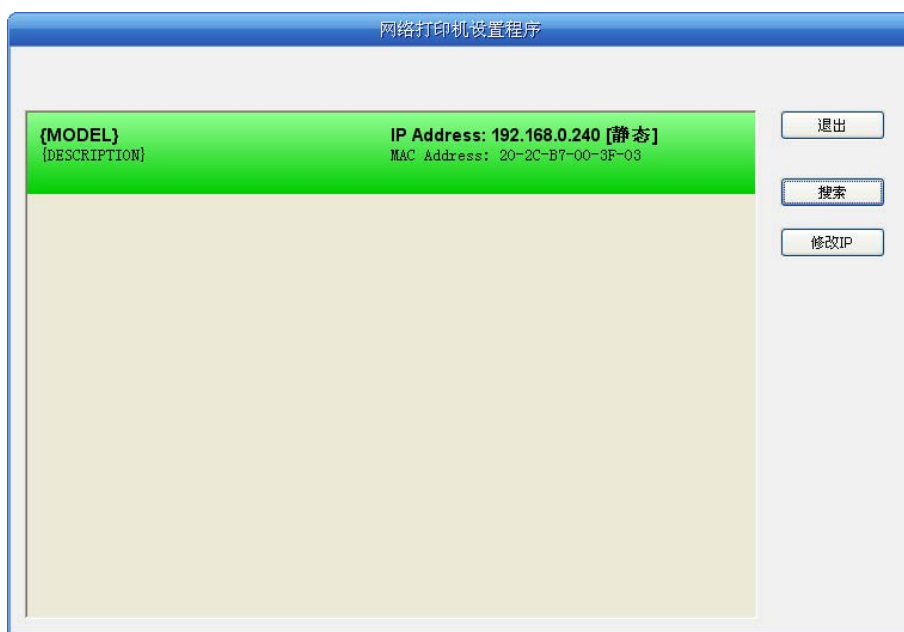 网络打印机设置程序
{MODEL}
IP Address: 192.168.0.240 [静态]
{DESCRIPTION}
MAC Address: 20-2C-B7-00-3F-03
退出
搜索
修改IP